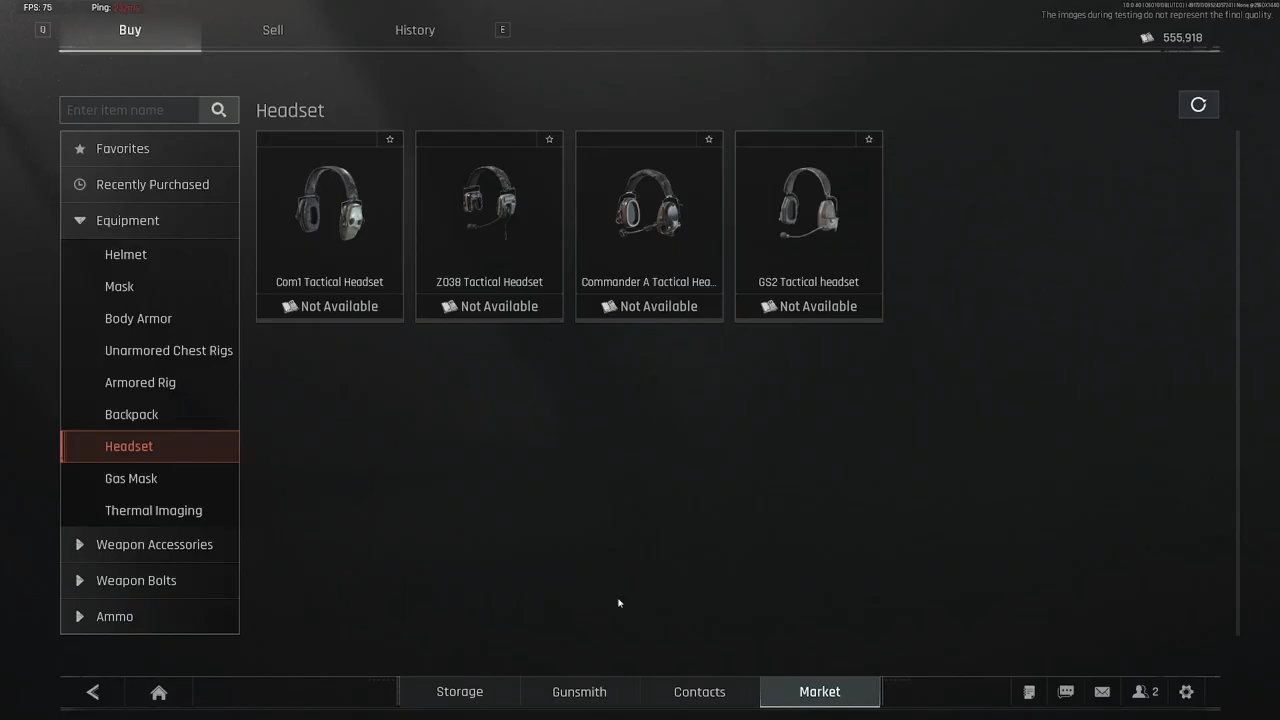 FPS: 75
Ping:
The images during testing do not represent the final quality.
Q
Buy
Sell
History
E
555,918
Enter item name
Headset
Favorites
Recently Purchased
Equipment
Helmet
Mask
Body Armor
Unarmored Chest Rigs
Armored Rig
Backpack
Headset
Gas Mask
Thermal Imaging
Weapon Accessories
Weapon Bolts
Ammo
Com1 Tactical Headset
Not Available
Z038 Tactical Headset
Not Available
Commander A Tactical Hea...
Not Available
GS2 Tactical headset
Not Available
Storage
Gunsmith
Contacts
Market
2